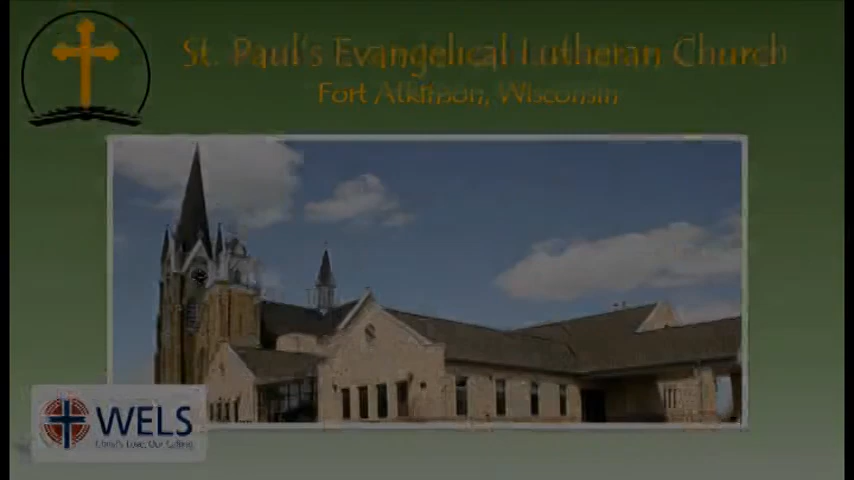 St. Paul's Evangelical Lutheran Church
Fort Atkinson, Wisconsin
WELS
Christ's Love, Our Calling